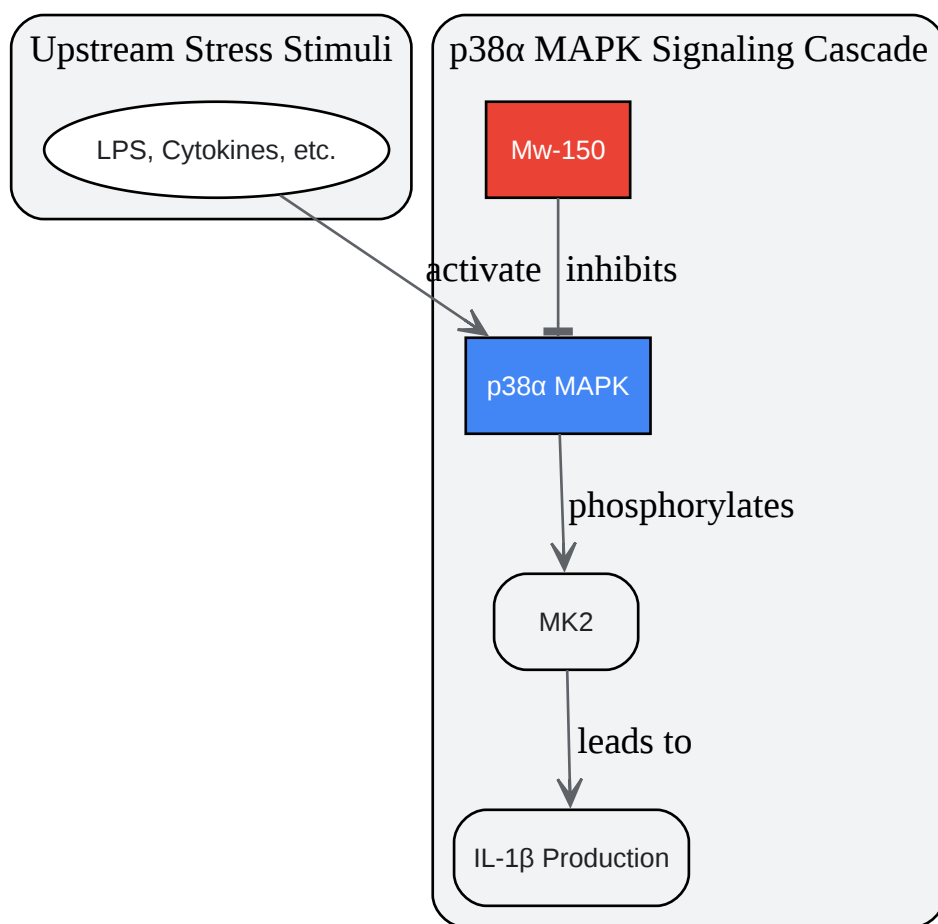 Upstream Stress Stimuli
p38α MAPK Signaling Cascade
LPS, Cytokines, etc.
Mw-150
activate
inhibits
p38α MAPK
phosphorylates
MK2
leads to
IL-1β Production